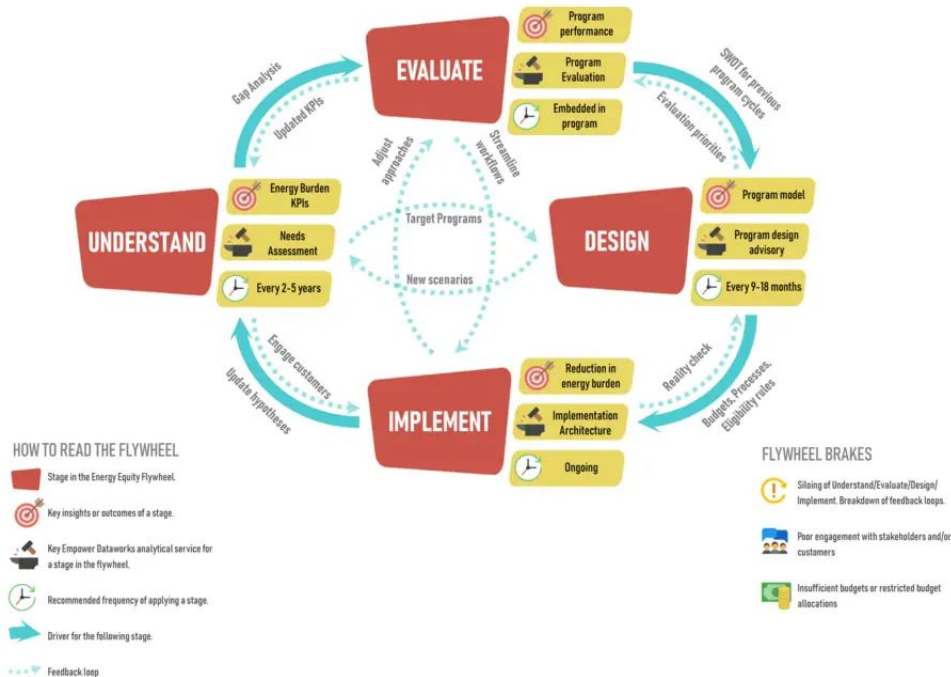 Program
performance
EVALUATE
Program
Evaluation
Embedded in
program
Gap Analysis
Updated KPIs
SWOT for previous
program cycles
Evaluation priorities
Adjust
approaches
Streamline
workflows
Energy Burden
KPIs
UNDERSTAND
Needs
Assessment
Every 2-5 years
Target Programs
New scenarios
Program model
DESIGN
Program design
advisory
Every 9-18 months
Engage customers
Update hypotheses
Reality check
Budgets, Processes,
Eligibility rules
Reduction in
energy burden
IMPLEMENT
Implementation
Architecture
Ongoing
HOW TO READ THE FLYWHEEL
Stage in the Energy Equity Flywheel.
Key insights or outcomes of a stage.
Key Empower Dataworks analytical service for
a stage in the flywheel.
Recommended frequency of applying a stage.
Driver for the following stage.
Feedback loop
FLYWHEEL BRAKES
Siloing of Understand/Evaluate/Design/
Implement. Breakdown of feedback loops.
Poor engagement with stakeholders and/or
customers
Insufficient budgets or restricted budget
allocations